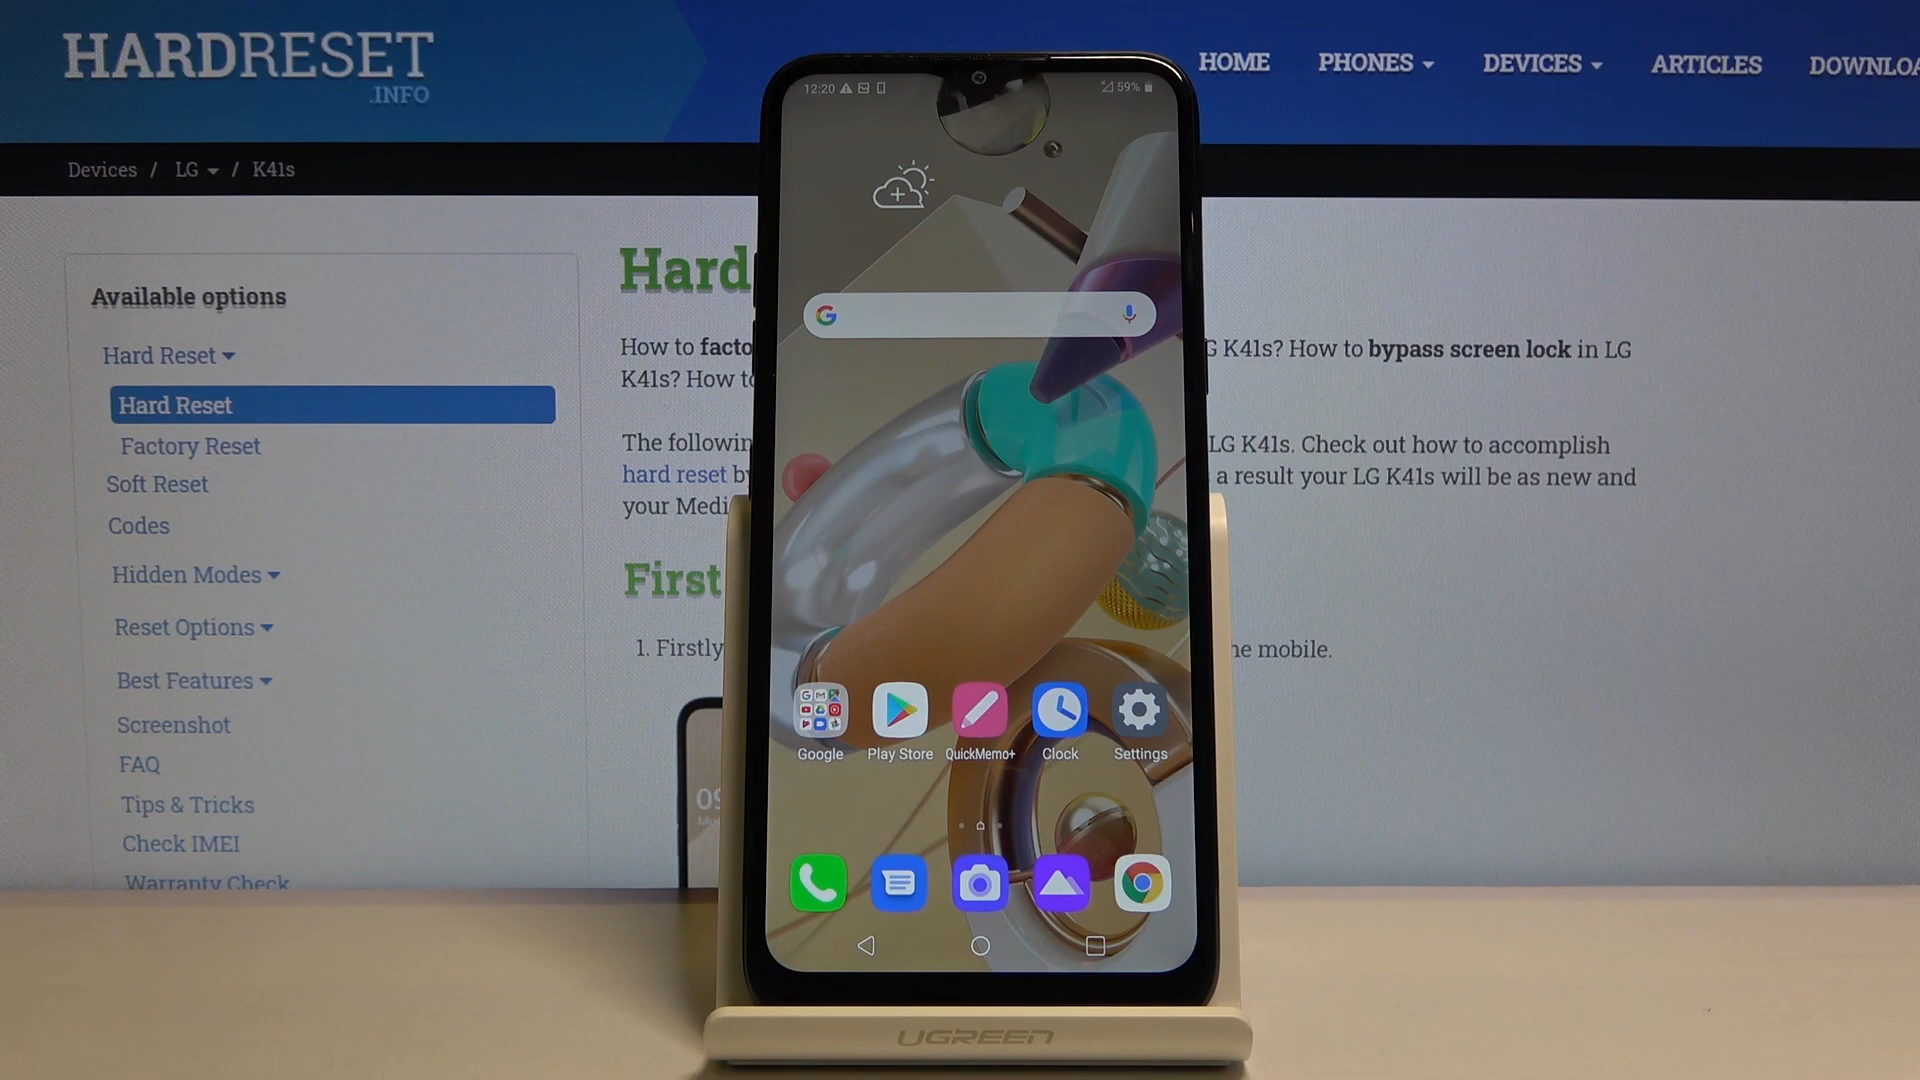 HARDRESET
.INFO
HOME PHONES DEVICES ARTICLES
Devices / LG / K41s
Available options
Hard Reset
Hard Reset
Factory Reset
Soft Reset
Codes
Hidden Modes
Reset Options
Best Features
Screenshot
FAQ
Tips & Tricks
Check IMEI
Warranty Check
Hard
How to facto
K41s? How to bypass screen lock in LG
K41s? How to
The followin
LG K41s. Check out how to accomplish
hard reset by
a result your LG K41s will be as new and
your Medi
First
1. Firstly
he mobile.
12:20
59%
Google
Play Store
QuickMemo+
Clock
Settings
UGREEN